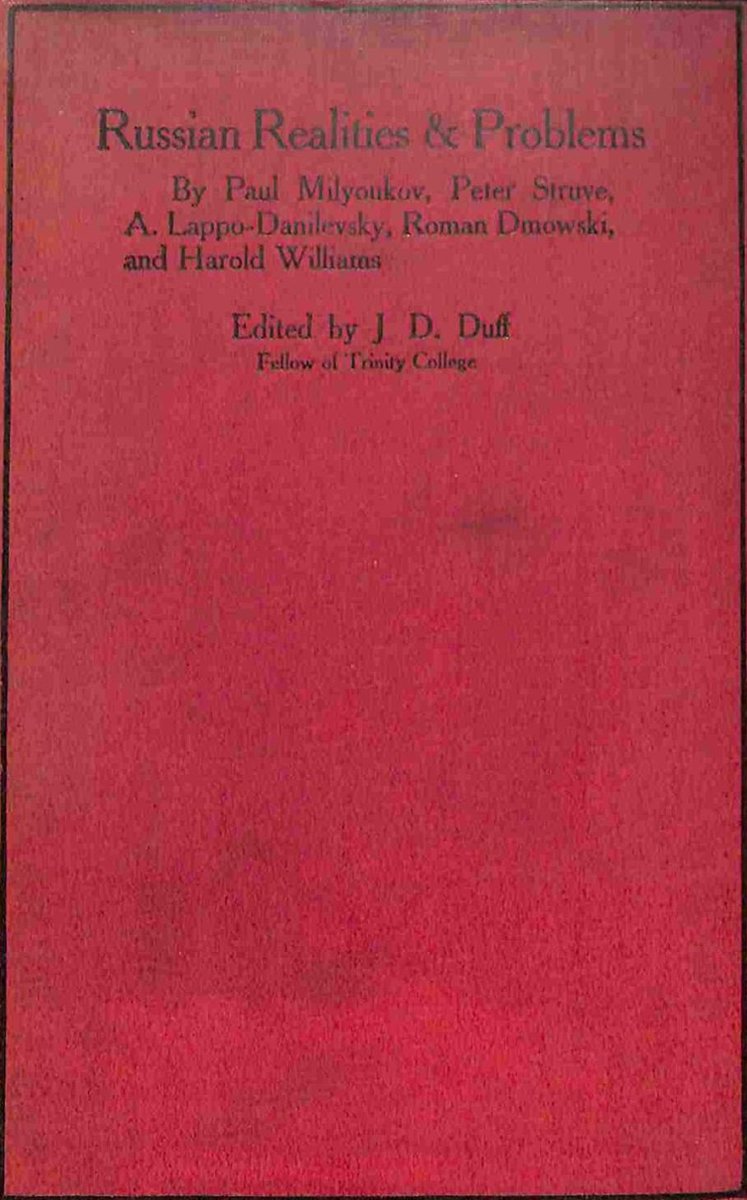 Russian Realities & Problems
By Paul Milyoukov, Peter Struve,
A. Lappo-Danilevsky, Roman Dmowski,
and Harold Williams
Edited by J. D. Duff
Fellow of Trinity College